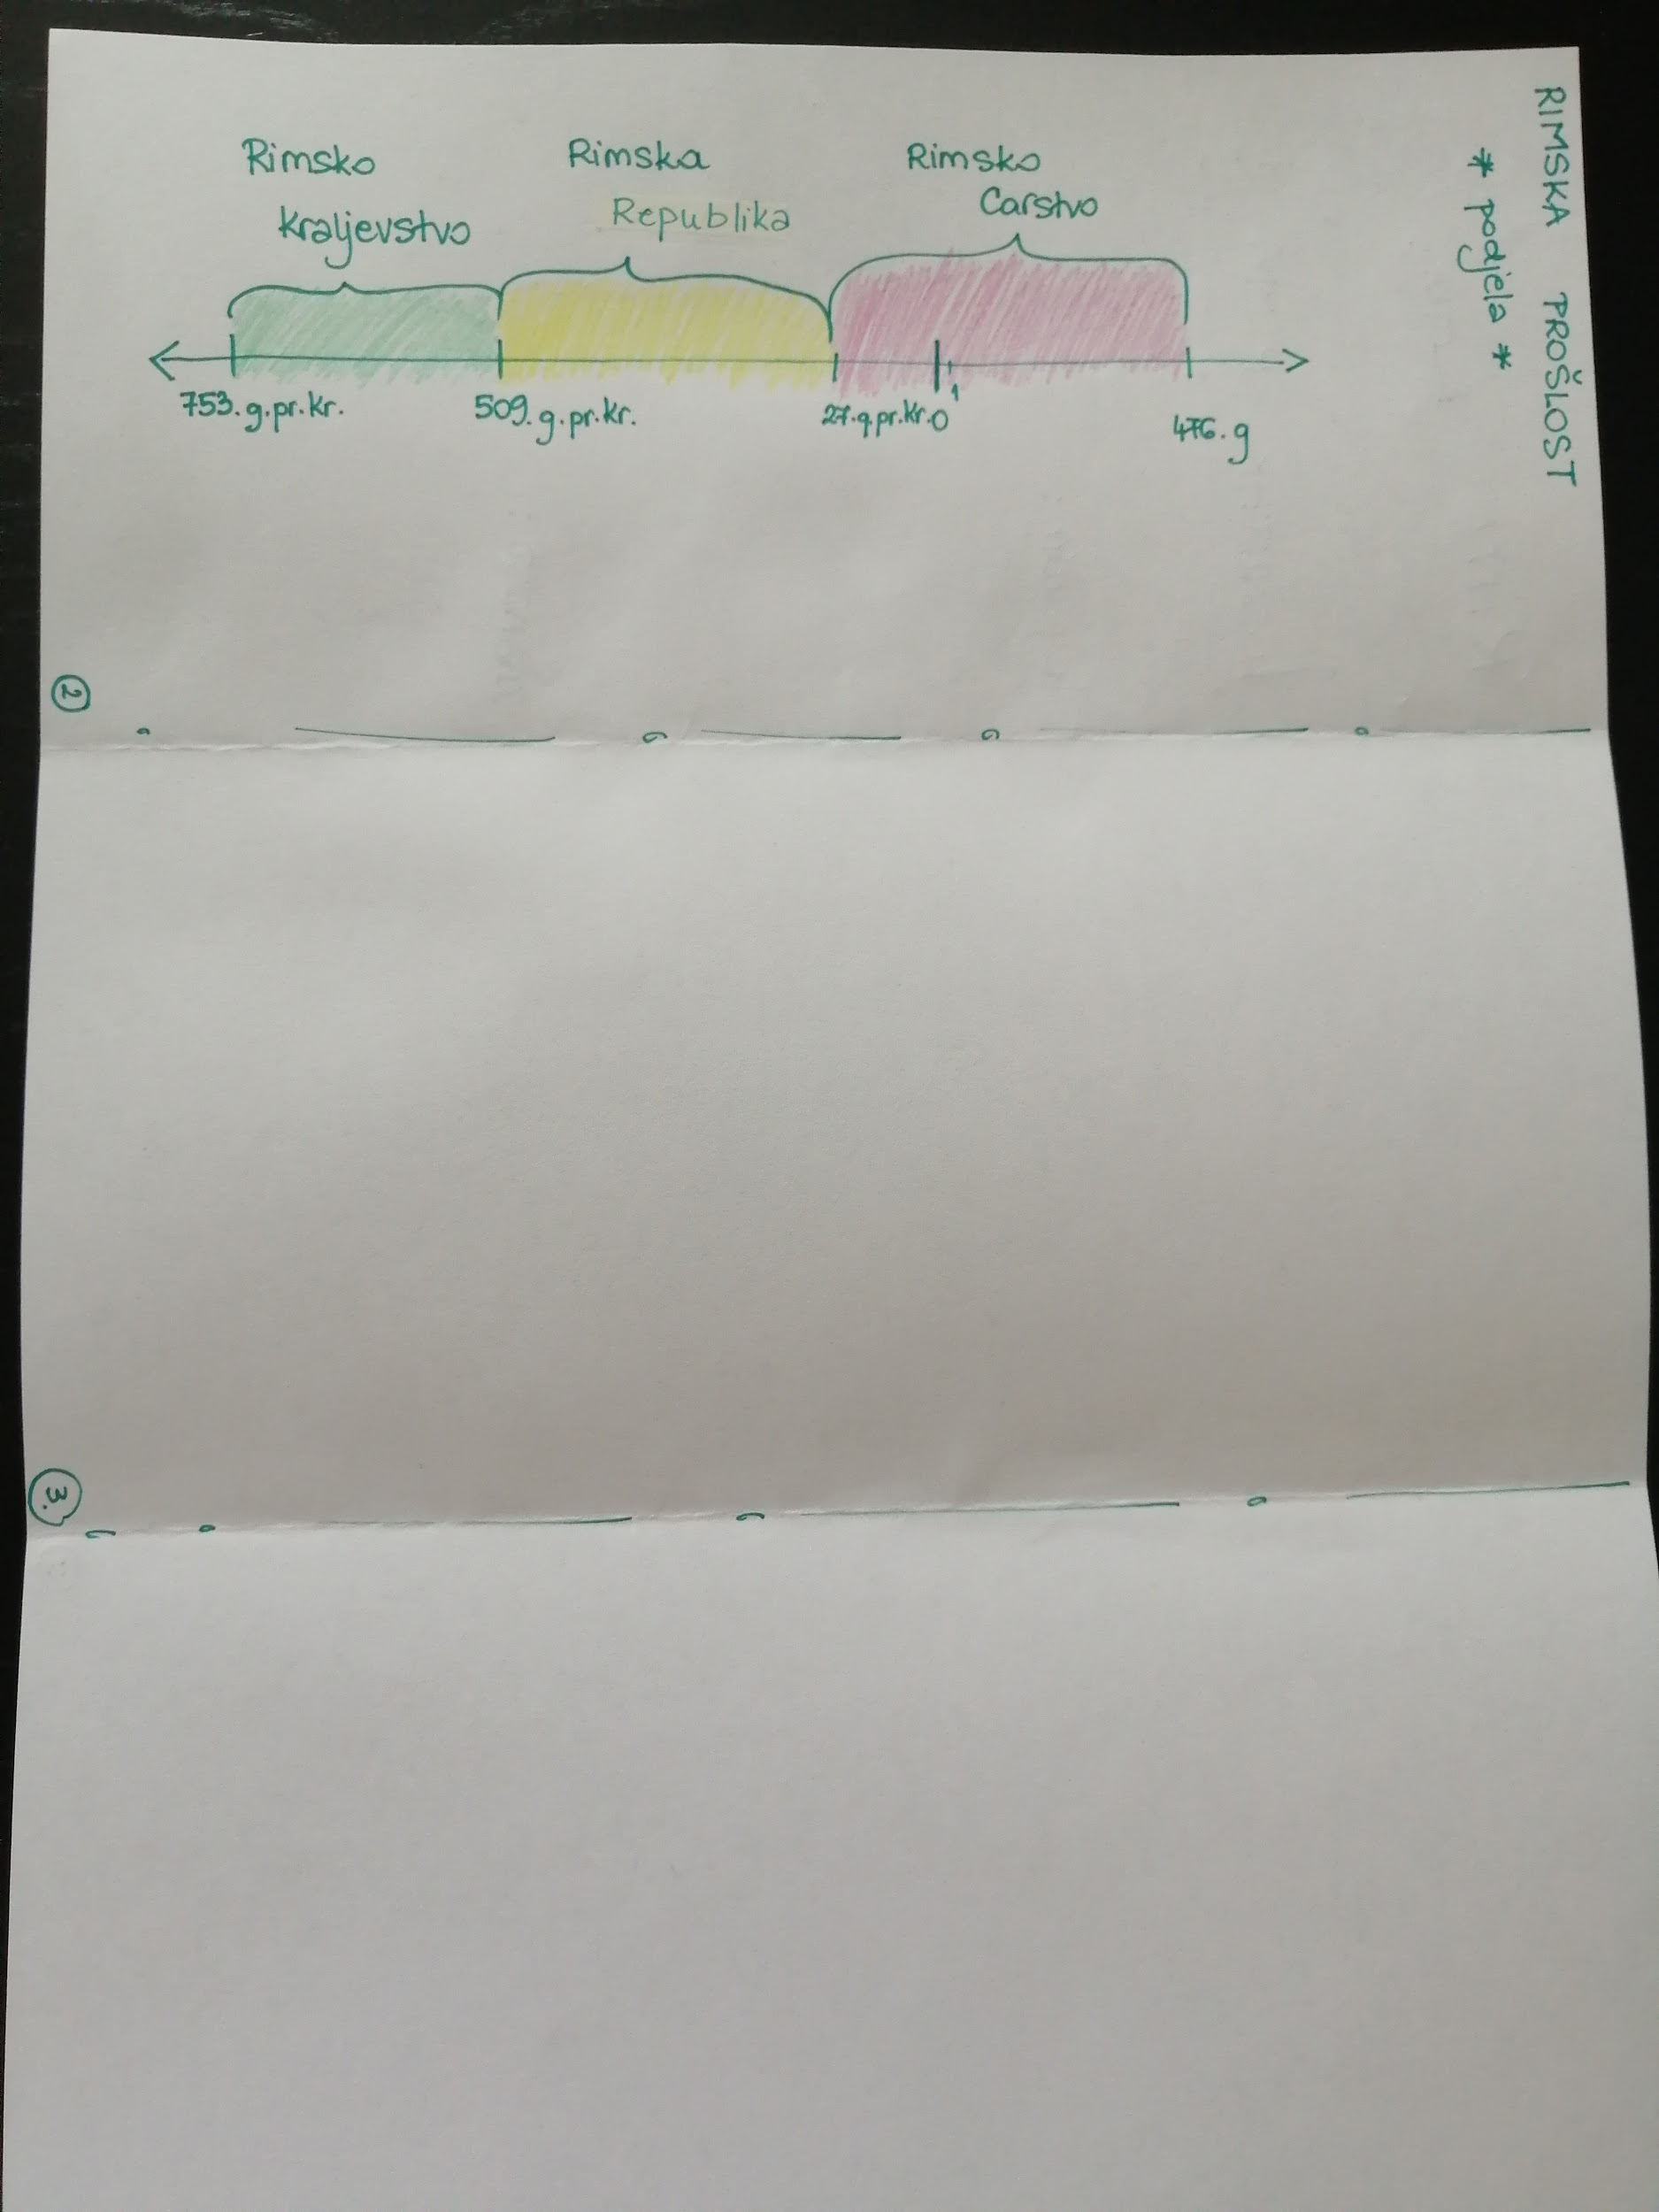 RIMSKA PROŠLOST
* podjela *
Rimsko
Kraljevstvo
Rimska
Republika
Rimsko
Carstvo
753. g. pr. kr.
509. g. pr. kr.
27. g. pr. kr.
0
1
476. g
2
3.